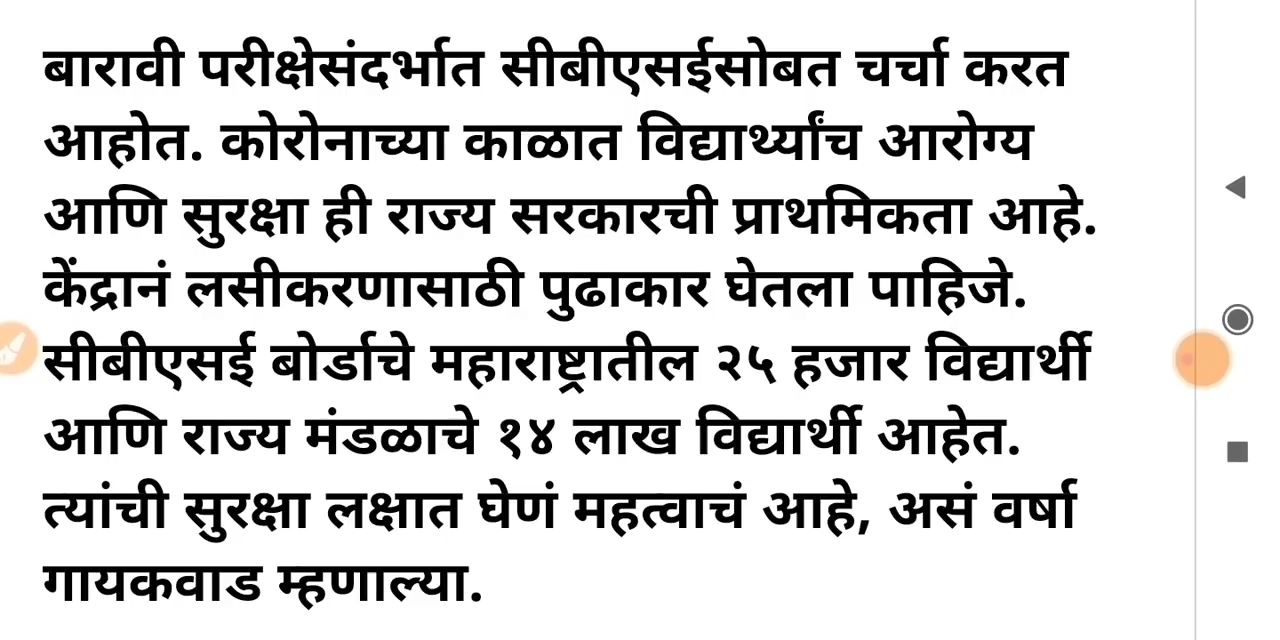 बारावी परीक्षेसंदर्भात सीबीएसईसोबत चर्चा करत
आहोत. कोरोनाच्या काळात विद्यार्थ्यांच आरोग्य
आणि सुरक्षा ही राज्य सरकारची प्राथमिकता आहे.
केंद्रानं लसीकरणासाठी पुढाकार घेतला पाहिजे.
सीबीएसई बोर्डाचे महाराष्ट्रातील २५ हजार विद्यार्थी
आणि राज्य मंडळाचे १४ लाख विद्यार्थी आहेत.
त्यांची सुरक्षा लक्षात घेणं महत्वाचं आहे, असं वर्षा
गायकवाड म्हणाल्या.